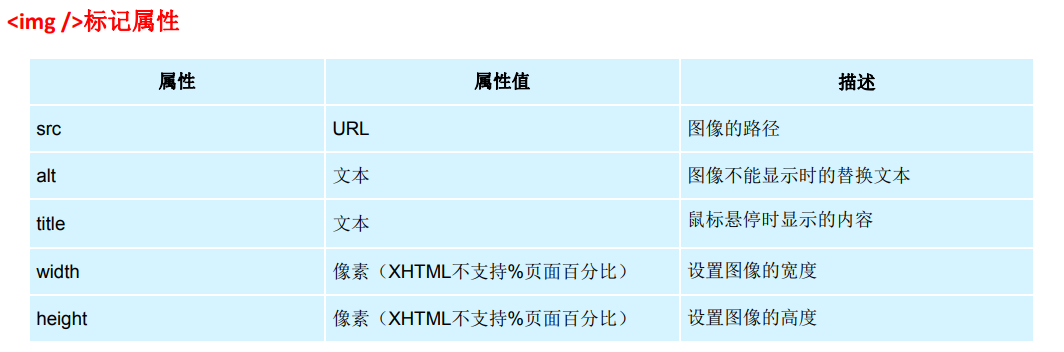 <img />标记属性
属性 属性值 描述
src URL 图像的路径
alt 文本 图像不能显示时的替换文本
title 文本 鼠标悬停时显示的内容
width 像素（XHTML不支持%页面百分比） 设置图像的宽度
height 像素（XHTML不支持%页面百分比） 设置图像的高度